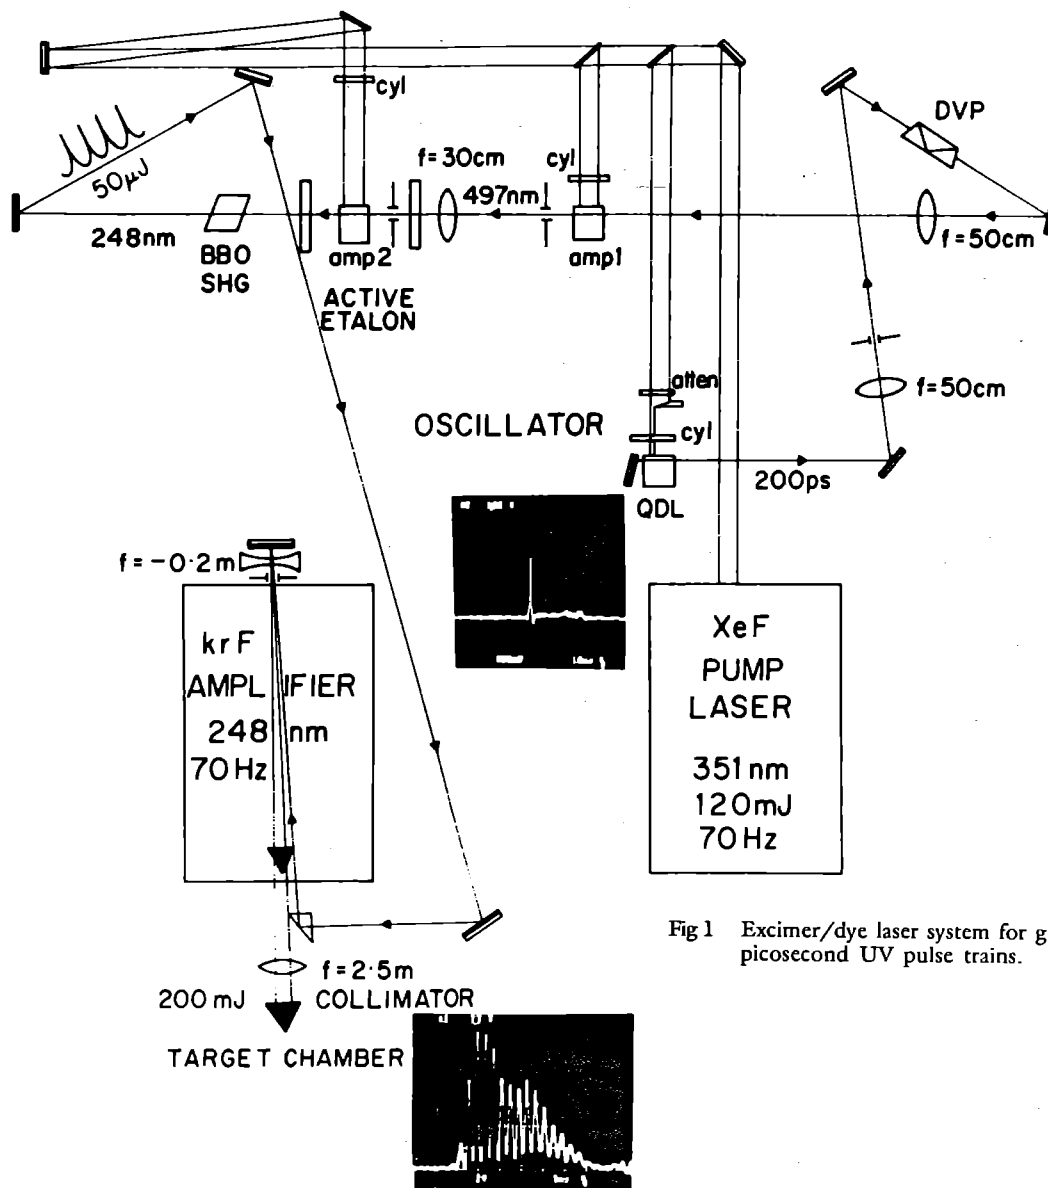 cyl
DVP
50μJ
f=30cm
cyl
497nm
248nm
BBO
SHG
amp2
amp1
f=50cm
ACTIVE
ETALON
atten
f=50cm
OSCILLATOR
cyl
200ps
QDL
f=-0·2m
krF
AMPLIFIER
248 nm
70Hz
XeF
PUMP
LASER
351nm
120mJ
70Hz
Fig 1 Excimer/dye laser system for g
picosecond UV pulse trains.
f=2·5m
200mJ COLLIMATOR
TARGET CHAMBER